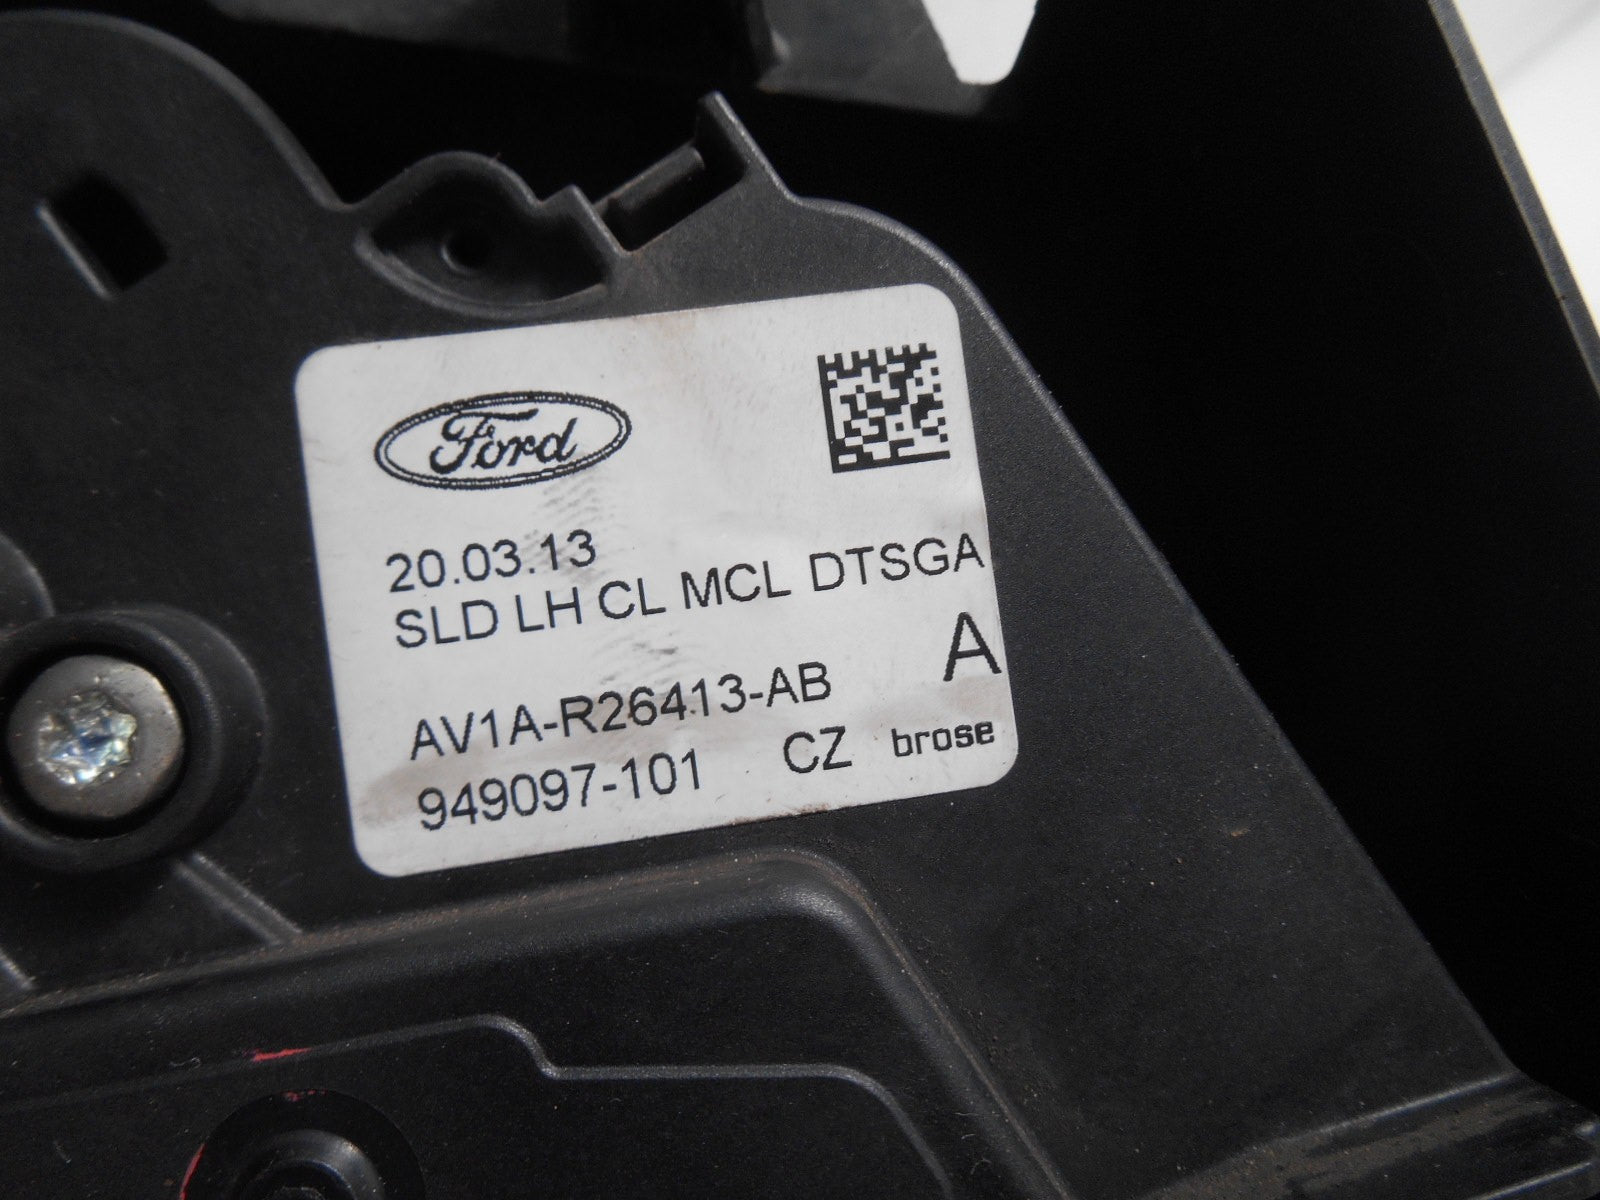 Ford
20.03.13
SLD LH CL MCL DTSGA
A
AV1A-R26413-AB
949097-101 CZ brose